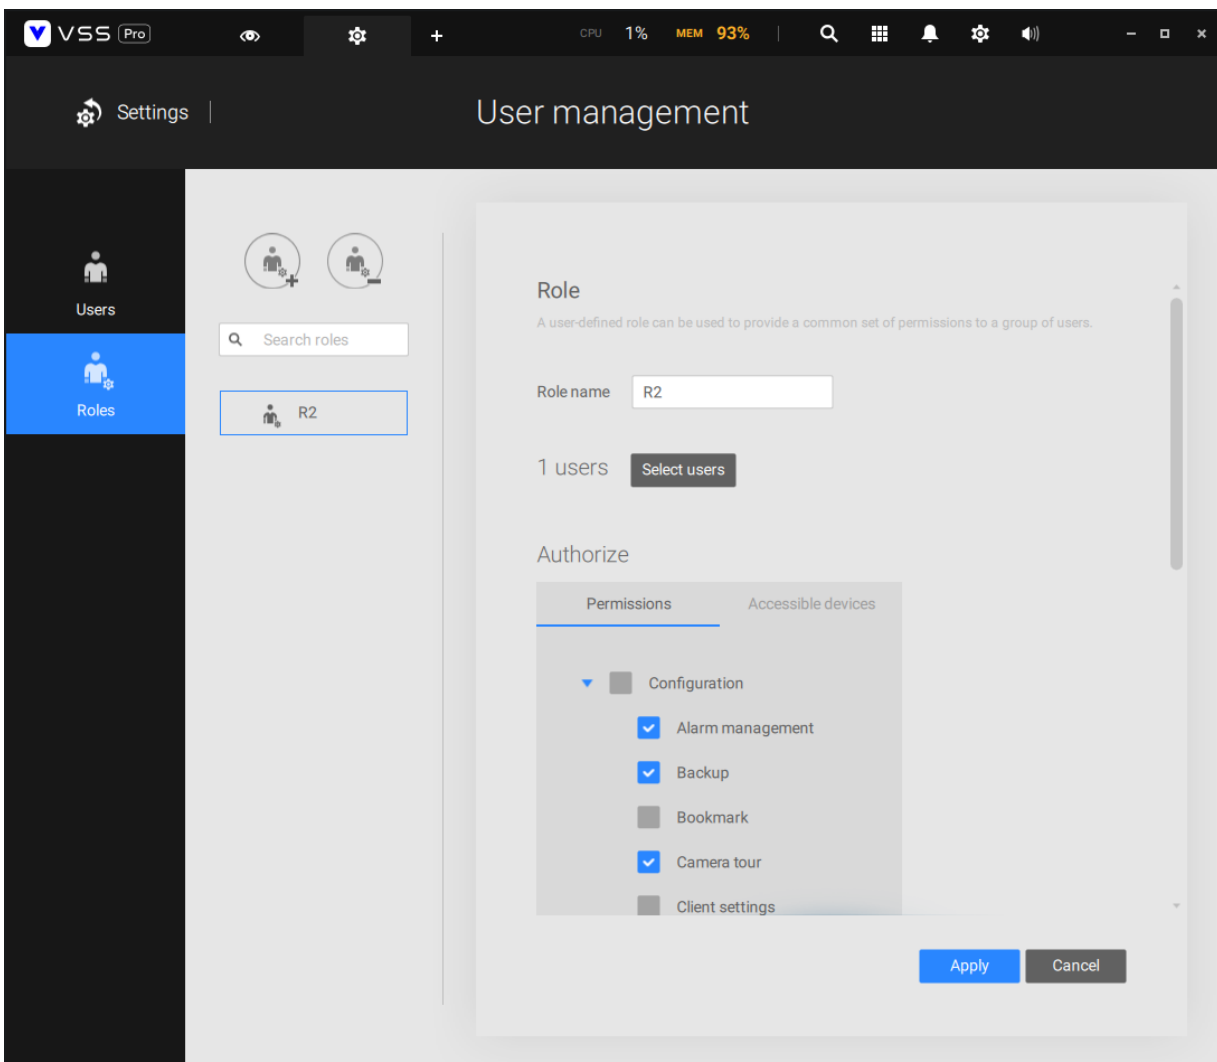 VSS Pro CPU 1% MEM 93%
Settings
User management
Users
Roles
Search roles
R2
Role
A user-defined role can be used to provide a common set of permissions to a group of users.
Role name R2
1 users Select users
Authorize
Permissions Accessible devices
Configuration
Alarm management
Backup
Bookmark
Camera tour
Client settings
Apply Cancel